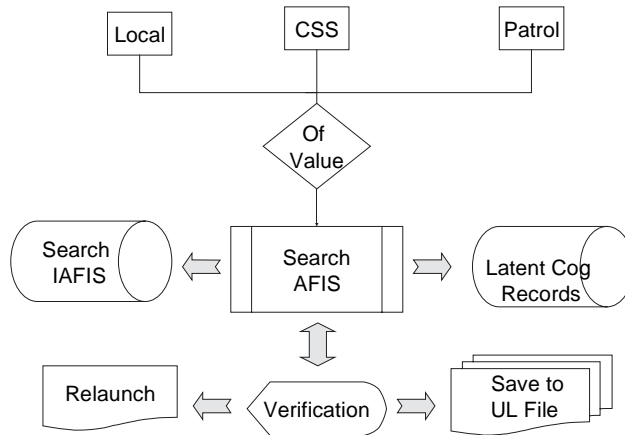 Local
CSS
Patrol
Of
Value
Search
IAFIS
Search
AFIS
Latent Cog
Records
Relaunch
Verification
Save to
UL File